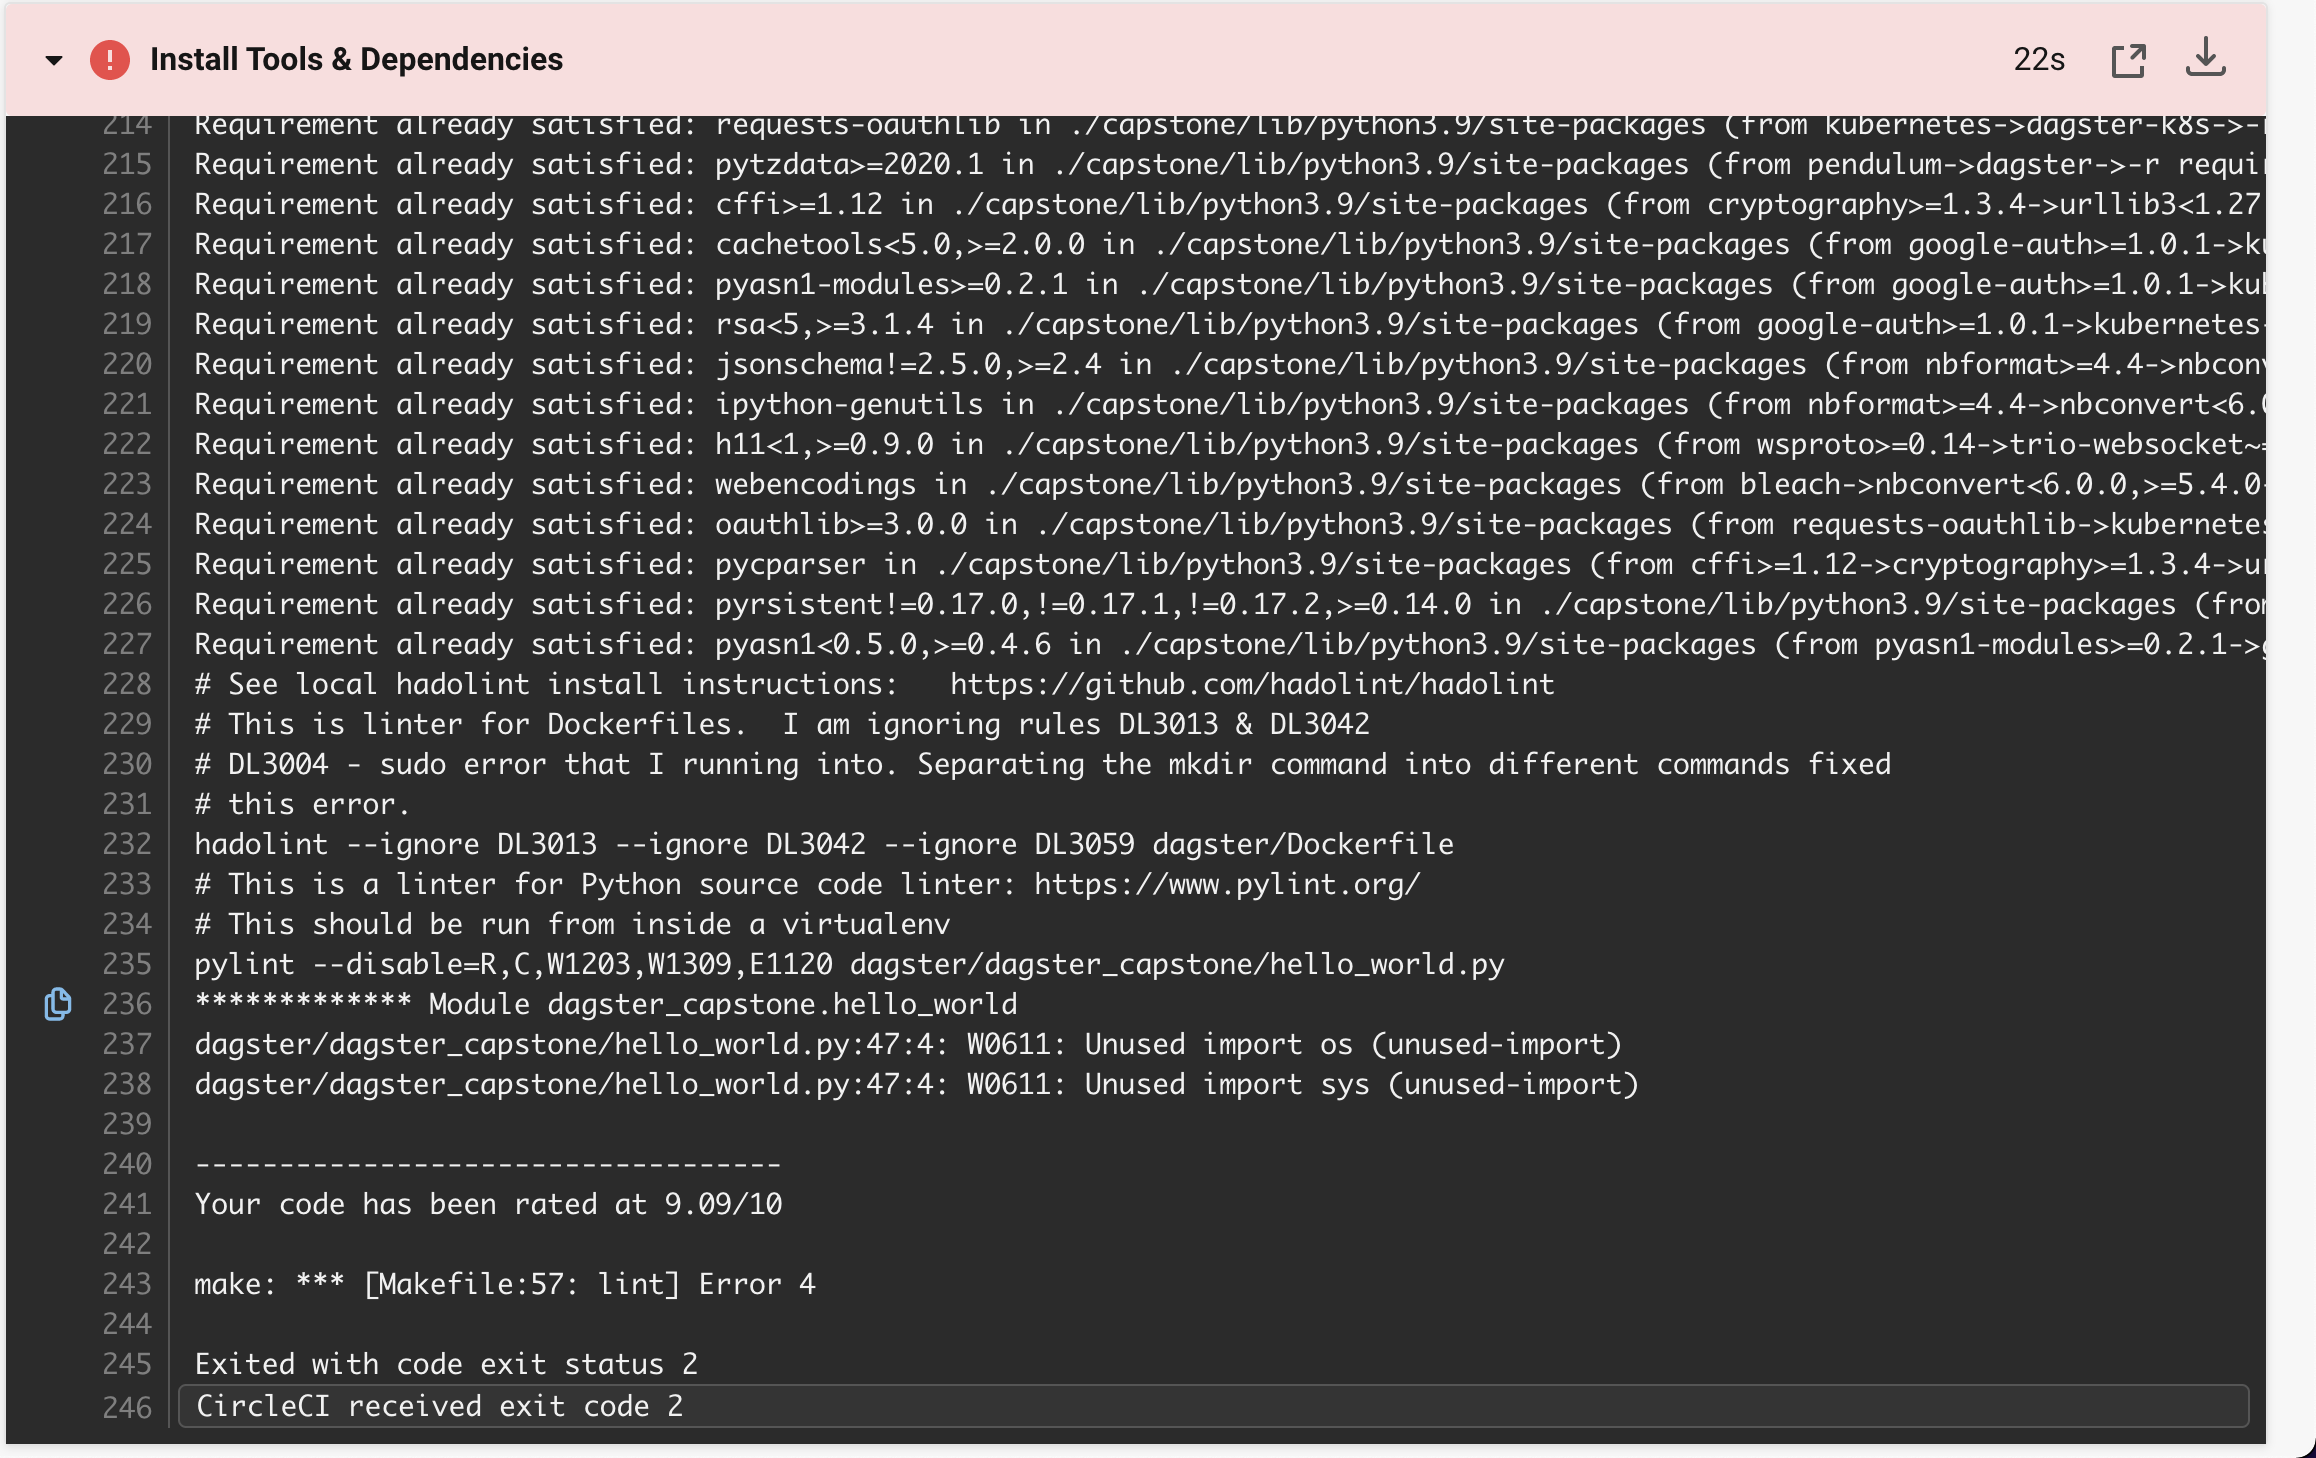 Install Tools & Dependencies 22s
214 Requirement already satisfied: requests-oauthlib in ./capstone/lib/python3.9/site-packages (from kubernetes->dagster-k8s->-r
215 Requirement already satisfied: pytzdata>=2020.1 in ./capstone/lib/python3.9/site-packages (from pendulum->dagster->-r requi
216 Requirement already satisfied: cffi>=1.12 in ./capstone/lib/python3.9/site-packages (from cryptography>=1.3.4->urllib3<1.27
217 Requirement already satisfied: cachetools<5.0,>=2.0.0 in ./capstone/lib/python3.9/site-packages (from google-auth>=1.0.1->ku
218 Requirement already satisfied: pyasn1-modules>=0.2.1 in ./capstone/lib/python3.9/site-packages (from google-auth>=1.0.1->kub
219 Requirement already satisfied: rsa<5,>=3.1.4 in ./capstone/lib/python3.9/site-packages (from google-auth>=1.0.1->kubernetes-
220 Requirement already satisfied: jsonschema!=2.5.0,>=2.4 in ./capstone/lib/python3.9/site-packages (from nbformat>=4.4->nbconv
221 Requirement already satisfied: ipython-genutils in ./capstone/lib/python3.9/site-packages (from nbformat>=4.4->nbconvert<6.0
222 Requirement already satisfied: h11<1,>=0.9.0 in ./capstone/lib/python3.9/site-packages (from wsproto>=0.14->trio-websocket~=
223 Requirement already satisfied: webencodings in ./capstone/lib/python3.9/site-packages (from bleach->nbconvert<6.0.0,>=5.4.0-
224 Requirement already satisfied: oauthlib>=3.0.0 in ./capstone/lib/python3.9/site-packages (from requests-oauthlib->kubernetes
225 Requirement already satisfied: pycparser in ./capstone/lib/python3.9/site-packages (from cffi>=1.12->cryptography>=1.3.4->ur
226 Requirement already satisfied: pyrsistent!=0.17.0,!=0.17.1,!=0.17.2,>=0.14.0 in ./capstone/lib/python3.9/site-packages (from
227 Requirement already satisfied: pyasn1<0.5.0,>=0.4.6 in ./capstone/lib/python3.9/site-packages (from pyasn1-modules>=0.2.1->g
228 # See local hadolint install instructions:   https://github.com/hadolint/hadolint
229 # This is linter for Dockerfiles.  I am ignoring rules DL3013 & DL3042
230 # DL3004 - sudo error that I running into. Separating the mkdir command into different commands fixed
231 # this error.
232 hadolint --ignore DL3013 --ignore DL3042 --ignore DL3059 dagster/Dockerfile
233 # This is a linter for Python source code linter: https://www.pylint.org/
234 # This should be run from inside a virtualenv
235 pylint --disable=R,C,W1203,W1309,E1120 dagster/dagster_capstone/hello_world.py
236 ************* Module dagster_capstone.hello_world
237 dagster/dagster_capstone/hello_world.py:47:4: W0611: Unused import os (unused-import)
238 dagster/dagster_capstone/hello_world.py:47:4: W0611: Unused import sys (unused-import)
239
240 -----------------------------------
241 Your code has been rated at 9.09/10
242
243 make: *** [Makefile:57: lint] Error 4
244
245 Exited with code exit status 2
246 CircleCI received exit code 2